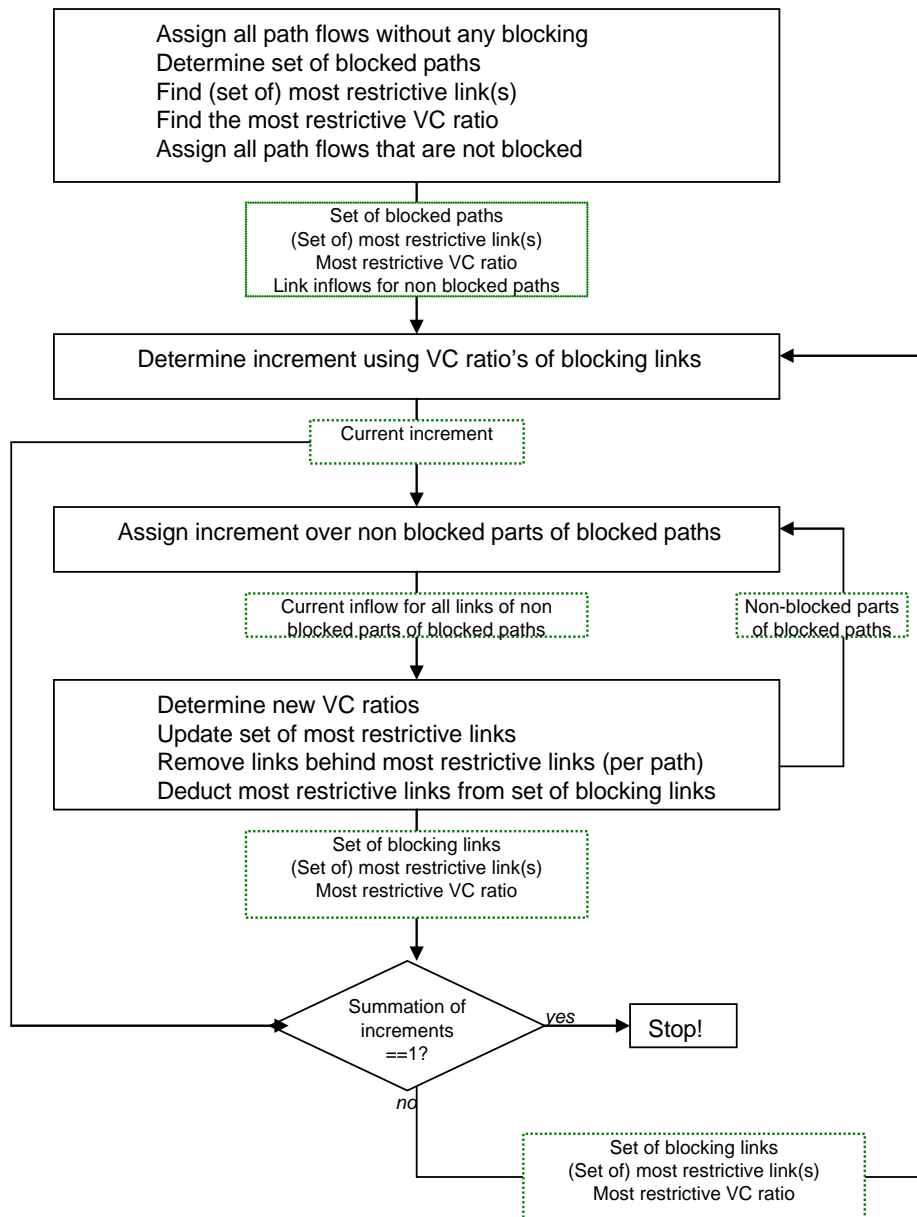 Assign all path flows without any blocking
Determine set of blocked paths
Find (set of) most restrictive link(s)
Find the most restrictive VC ratio
Assign all path flows that are not blocked
Set of blocked paths
(Set of) most restrictive link(s)
Most restrictive VC ratio
Link inflows for non blocked paths
Determine increment using VC ratio's of blocking links
Current increment
Assign increment over non blocked parts of blocked paths
Current inflow for all links of non
blocked parts of blocked paths
Non-blocked parts
of blocked paths
Determine new VC ratios
Update set of most restrictive links
Remove links behind most restrictive links (per path)
Deduct most restrictive links from set of blocking links
Set of blocking links
(Set of) most restrictive link(s)
Most restrictive VC ratio
Summation of
increments
==1?
yes
Stop!
no
Set of blocking links
(Set of) most restrictive link(s)
Most restrictive VC ratio